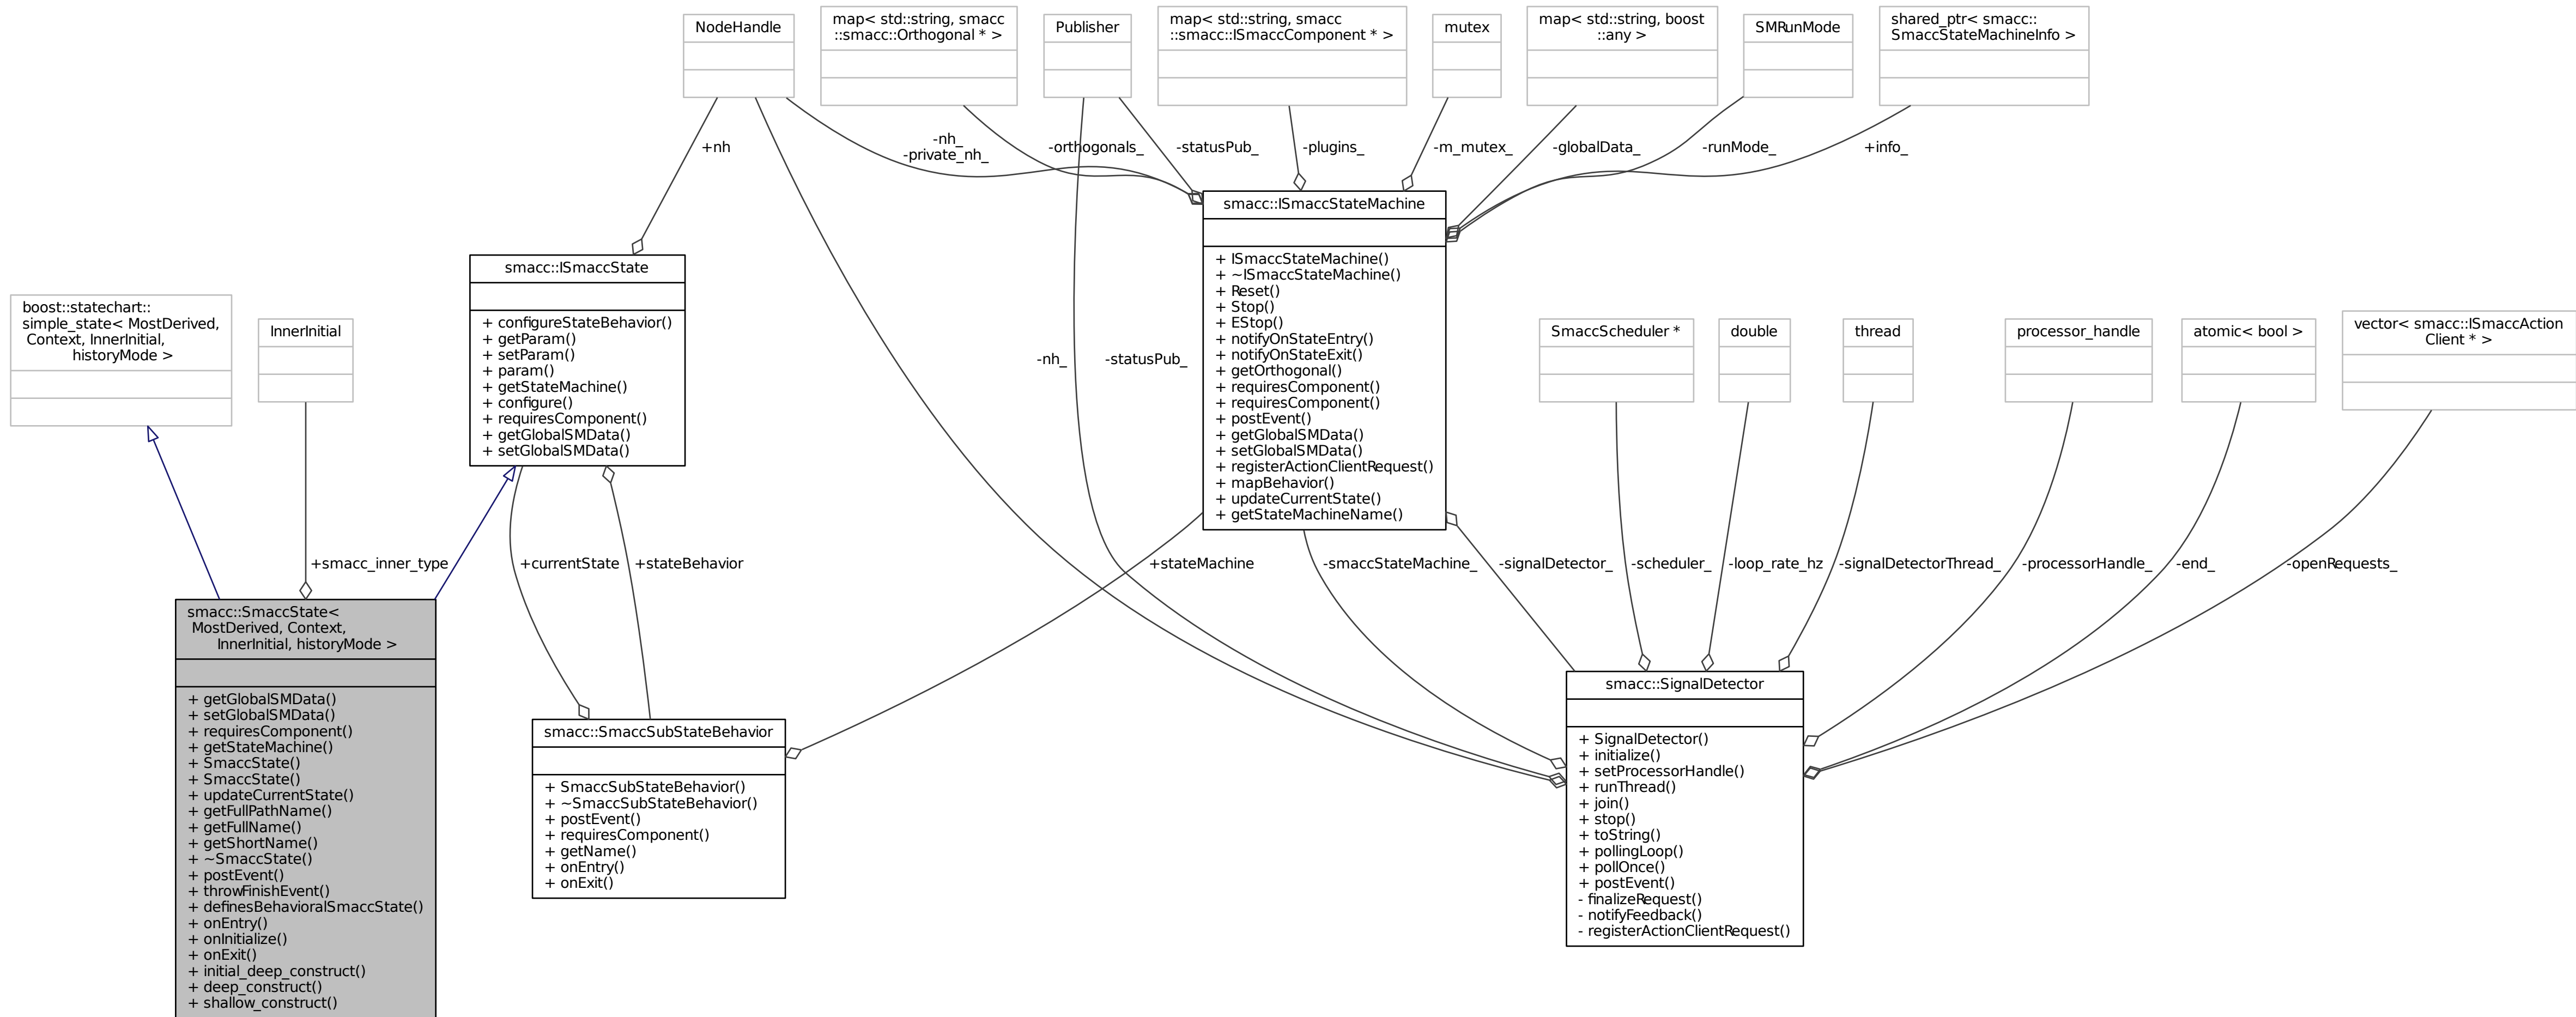 NodeHandle
map< std::string, smacc
::smacc::Orthogonal * >
Publisher
map< std::string, smacc
::smacc::ISmaccComponent * >
mutex
map< std::string, boost
::any >
SMRunMode
shared_ptr< smacc::
SmaccStateMachineInfo >
+nh
-nh_
-private_nh_
-orthogonals_
-statusPub_
-plugins_
-m_mutex_
-globalData_
-runMode_
+info_
smacc::ISmaccStateMachine
+ ISmaccStateMachine()
+ ~ISmaccStateMachine()
+ Reset()
+ Stop()
+ EStop()
+ notifyOnStateEntry()
+ notifyOnStateExit()
+ getOrthogonal()
+ requiresComponent()
+ requiresComponent()
+ postEvent()
+ getGlobalSMData()
+ setGlobalSMData()
+ registerActionClientRequest()
+ mapBehavior()
+ updateCurrentState()
+ getStateMachineName()
smacc::ISmaccState
+ configureStateBehavior()
+ getParam()
+ setParam()
+ param()
+ getStateMachine()
+ configure()
+ requiresComponent()
+ getGlobalSMData()
+ setGlobalSMData()
boost::statechart::
simple_state< MostDerived,
Context, InnerInitial,
historyMode >
InnerInitial
-nh_
-statusPub_
SmaccScheduler *
double
thread
processor_handle
atomic< bool >
vector< smacc::ISmaccAction
Client * >
+smacc_inner_type
+currentState
+stateBehavior
+stateMachine
-smaccStateMachine_
-signalDetector_
-scheduler_
-loop_rate_hz
-signalDetectorThread_
-processorHandle_
-end_
-openRequests_
smacc::SmaccState<
MostDerived, Context,
InnerInitial, historyMode >
+ getGlobalSMData()
+ setGlobalSMData()
+ requiresComponent()
+ getStateMachine()
+ SmaccState()
+ SmaccState()
+ updateCurrentState()
+ getFullPathName()
+ getFullName()
+ getShortName()
+ ~SmaccState()
+ postEvent()
+ throwFinishEvent()
+ definesBehavioralSmaccState()
+ onEntry()
+ onInitialize()
+ onExit()
+ initial_deep_construct()
+ deep_construct()
+ shallow_construct()
smacc::SmaccSubStateBehavior
+ SmaccSubStateBehavior()
+ ~SmaccSubStateBehavior()
+ postEvent()
+ requiresComponent()
+ getName()
+ onEntry()
+ onExit()
smacc::SignalDetector
+ SignalDetector()
+ initialize()
+ setProcessorHandle()
+ runThread()
+ join()
+ stop()
+ toString()
+ pollingLoop()
+ pollOnce()
+ postEvent()
- finalizeRequest()
- notifyFeedback()
- registerActionClientRequest()